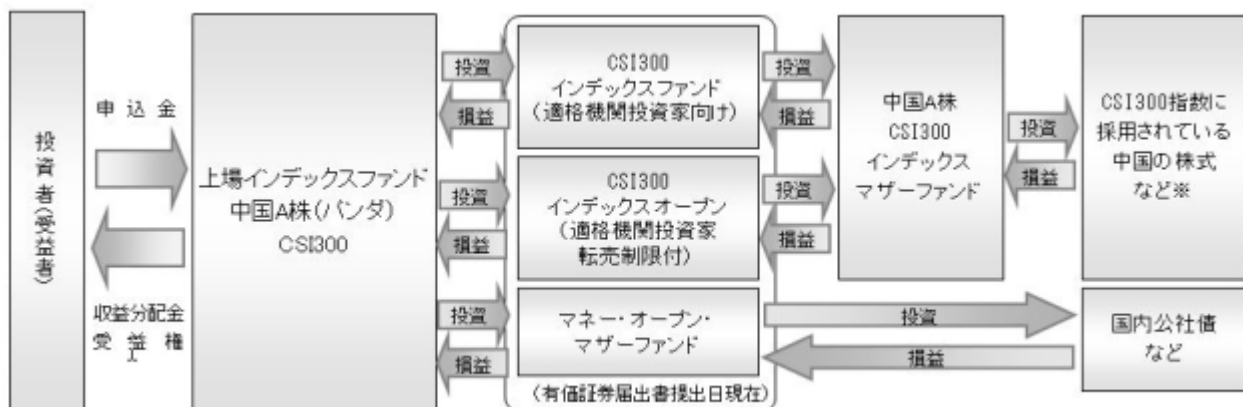 投資者(受益者)
申込金
収益分配金
受益権
上場インデックスファンド
中国A株(パンダ)
CSI300
投資
損益
投資
損益
投資
損益
CSI300
インデックスファンド
(適格機関投資家向け)
CSI300
インデックスオープン
(適格機関投資家
転売制限付)
マネー・オープン・
マザーファンド
(有価証券届出書提出日現在)
投資
損益
投資
損益
中国A株
CSI300
インデックス
マザーファンド
投資
損益
CSI300指数に
採用されている
中国の株式
など※
投資
損益
国内公社債
など